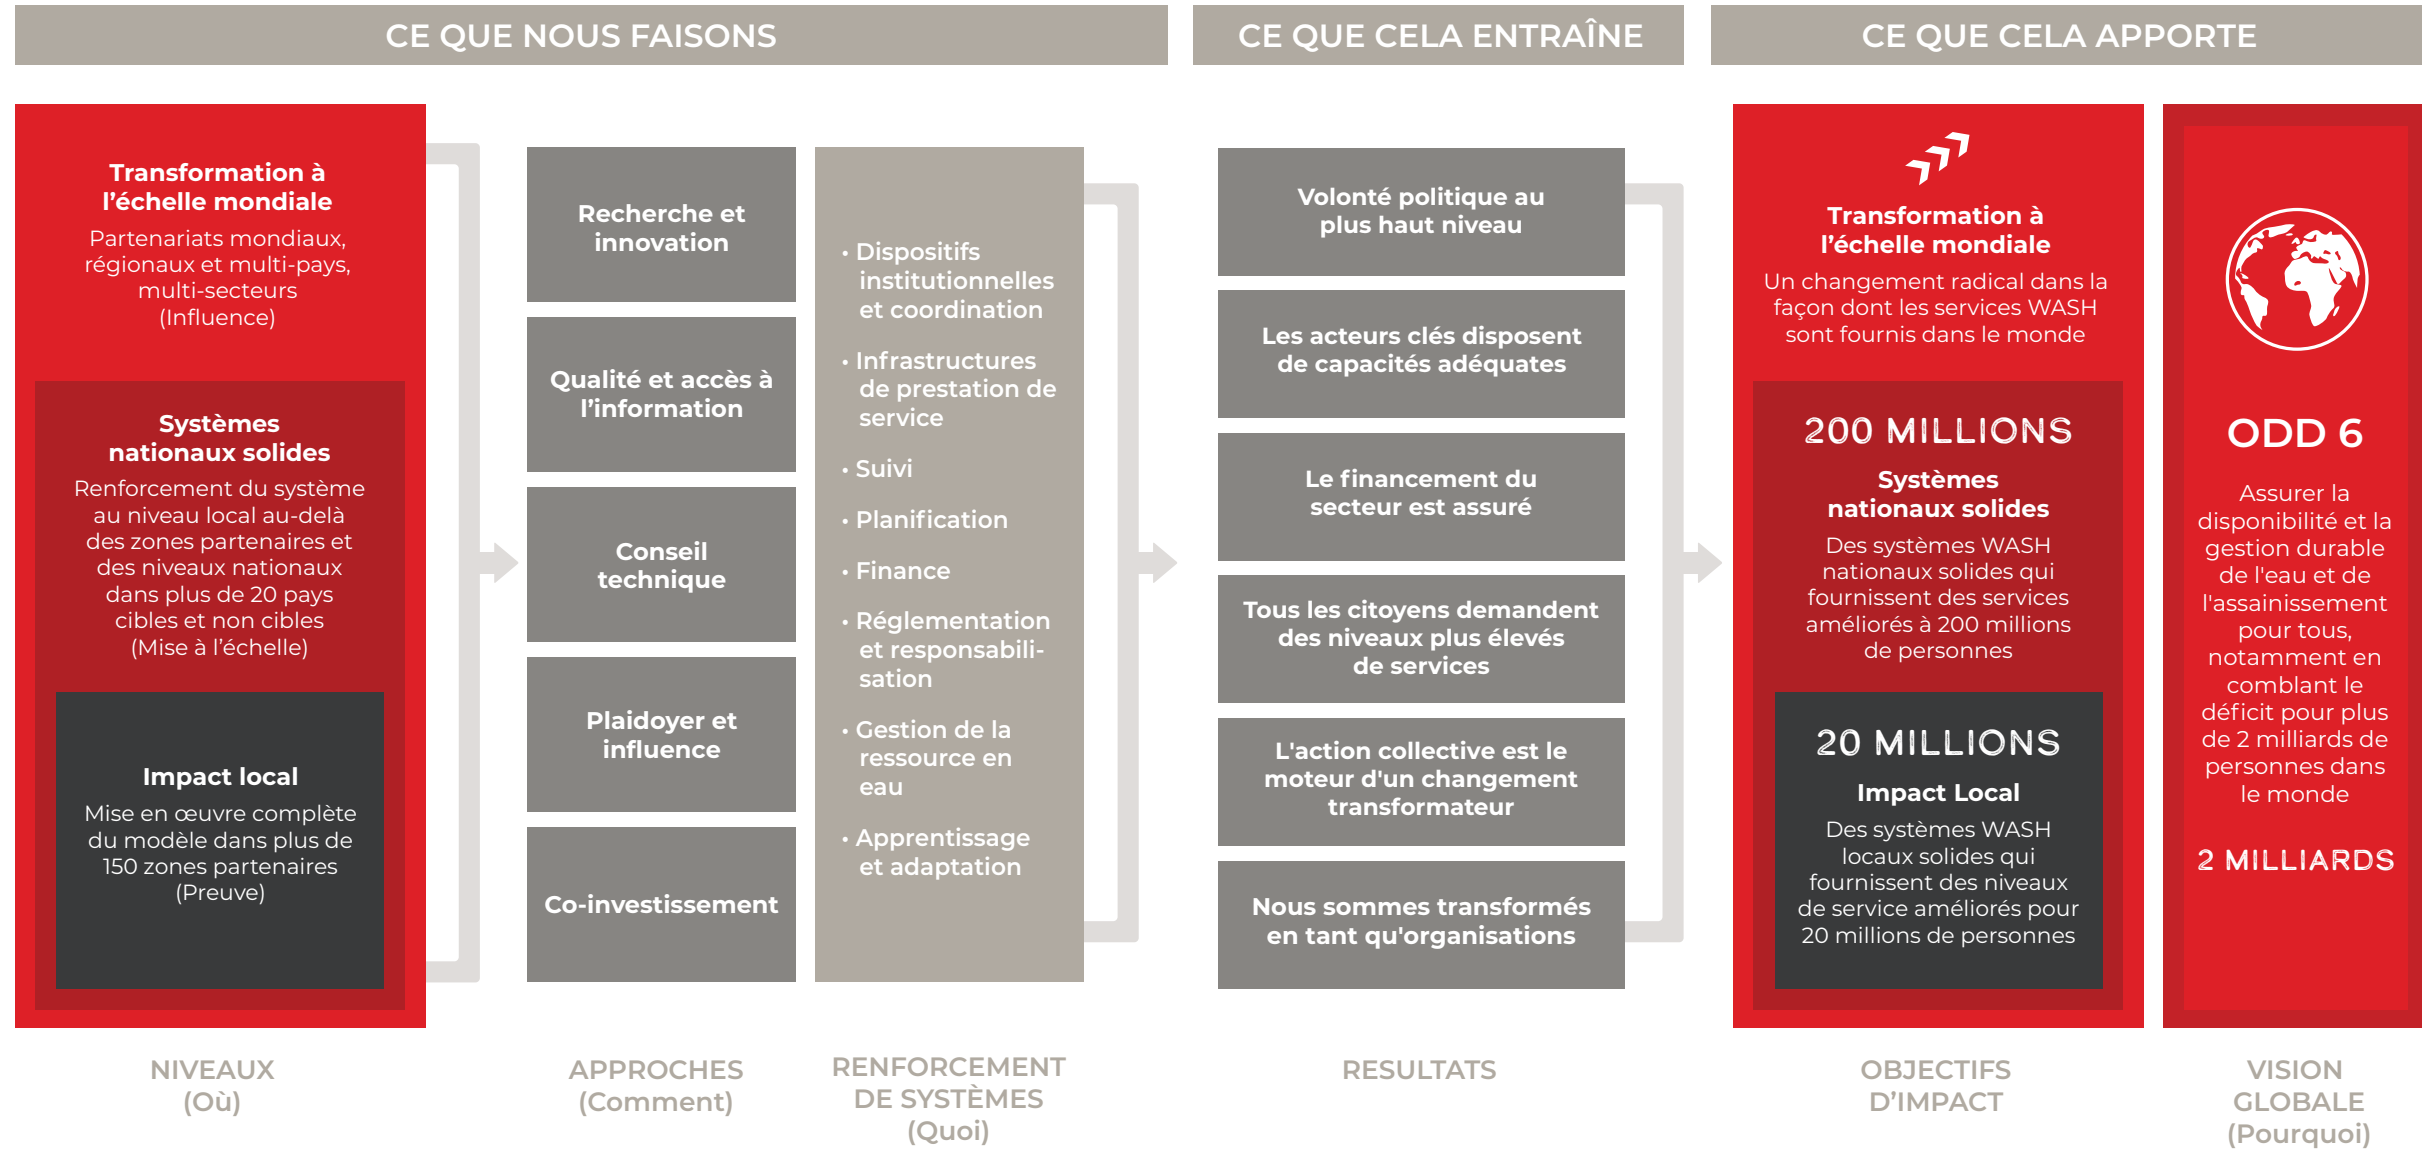 CE QUE NOUS FAISONS
CE QUE CELA ENTRAÎNE
CE QUE CELA APPORTE
Transformation à
l’échelle mondiale
Partenariats mondiaux,
régionaux et multi-pays,
multi-secteurs
(Influence)
Systèmes
nationaux solides
Renforcement du système
au niveau local au-delà
des zones partenaires et
des niveaux nationaux
dans plus de 20 pays
cibles et non cibles
(Mise à l’échelle)
Impact local
Mise en œuvre complète
du modèle dans plus de
150 zones partenaires
(Preuve)
NIVEAUX
(Où)
Recherche et
innovation
Qualité et accès à
l’information
Conseil
technique
Plaidoyer et
influence
Co-investissement
APPROCHES
(Comment)
• Dispositifs
institutionnelles
et coordination
• Infrastructures
de prestation de
service
• Suivi
• Planification
• Finance
• Réglementation
et responsabili-
sation
• Gestion de la
ressource en
eau
• Apprentissage
et adaptation
RENFORCEMENT
DE SYSTÈMES
(Quoi)
Volonté politique au
plus haut niveau
Les acteurs clés disposent
de capacités adéquates
Le financement du
secteur est assuré
Tous les citoyens demandent
des niveaux plus élevés
de services
L'action collective est le
moteur d'un changement
transformateur
Nous sommes transformés
en tant qu'organisations
RESULTATS
Transformation à
l’échelle mondiale
Un changement radical dans la
façon dont les services WASH
sont fournis dans le monde
200 MILLIONS
Systèmes
nationaux solides
Des systèmes WASH
nationaux solides qui
fournissent des services
améliorés à 200 millions
de personnes
20 MILLIONS
Impact Local
Des systèmes WASH
locaux solides qui
fournissent des niveaux
de service améliorés pour
20 millions de personnes
OBJECTIFS
D’IMPACT
ODD 6
Assurer la
disponibilité et la
gestion durable
de l'eau et de
l'assainissement
pour tous,
notamment en
comblant le
déficit pour plus
de 2 milliards de
personnes dans
le monde
2 MILLIARDS
VISION
GLOBALE
(Pourquoi)